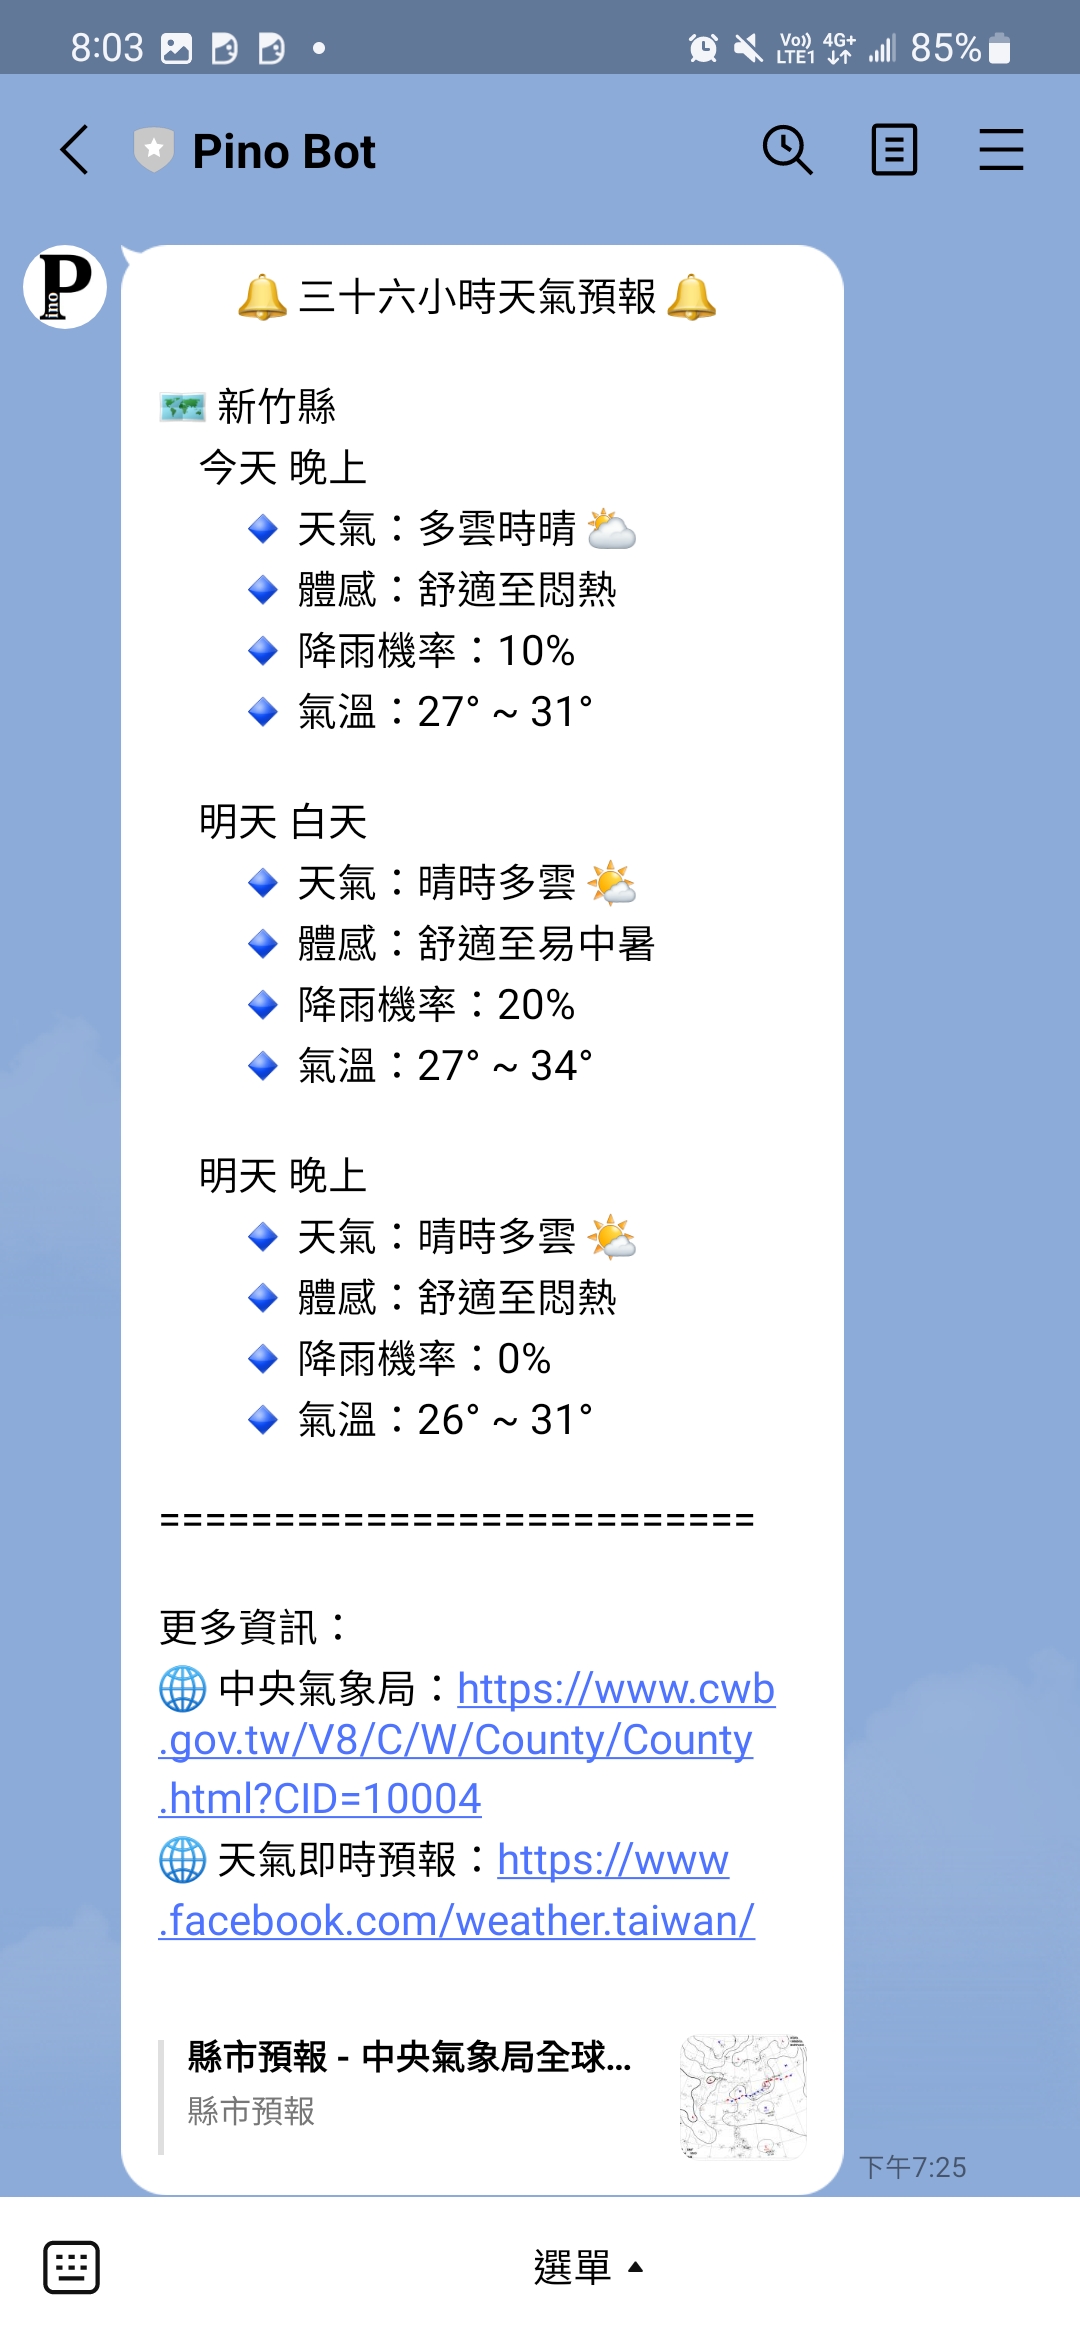 8:03
Vo)) LTE1 4G+ 85%
Pino Bot
Pino
🔔 三十六小時天氣預報 🔔
🗺️ 新竹縣
今天 晚上
🔹 天氣：多雲時晴 🌥️
🔹 體感：舒適至悶熱
🔹 降雨機率：10%
🔹 氣溫：27° ~ 31°
明天 白天
🔹 天氣：晴時多雲 🌤️
🔹 體感：舒適至易中暑
🔹 降雨機率：20%
🔹 氣溫：27° ~ 34°
明天 晚上
🔹 天氣：晴時多雲 🌤️
🔹 體感：舒適至悶熱
🔹 降雨機率：0%
🔹 氣溫：26° ~ 31°
==========================
更多資訊：
🌐 中央氣象局：https://www.cwb
.gov.tw/V8/C/W/County/County
.html?CID=10004
🌐 天氣即時預報：https://www
.facebook.com/weather.taiwan/
縣市預報 - 中央氣象局全球...
縣市預報
下午7:25
選單